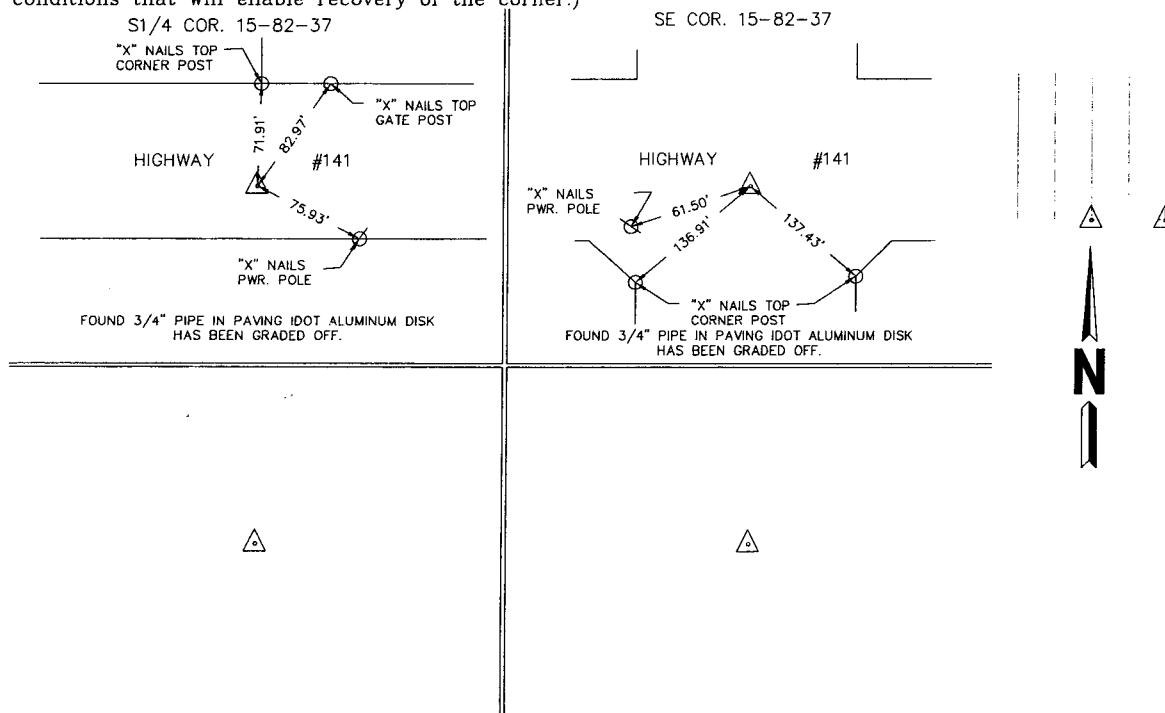 conditions that will enable recovery of the corner.)
S1/4 COR. 15-82-37
"X" NAILS TOP
CORNER POST
"X" NAILS TOP
GATE POST
71.91'
82.97'
HIGHWAY #141
75.93'
"X" NAILS
PWR. POLE
FOUND 3/4" PIPE IN PAVING IDOT ALUMINUM DISK
HAS BEEN GRADED OFF.
SE COR. 15-82-37
HIGHWAY #141
"X" NAILS
PWR. POLE
61.50'
136.91'
137.43'
"X" NAILS TOP
CORNER POST
FOUND 3/4" PIPE IN PAVING IDOT ALUMINUM DISK
HAS BEEN GRADED OFF.
N